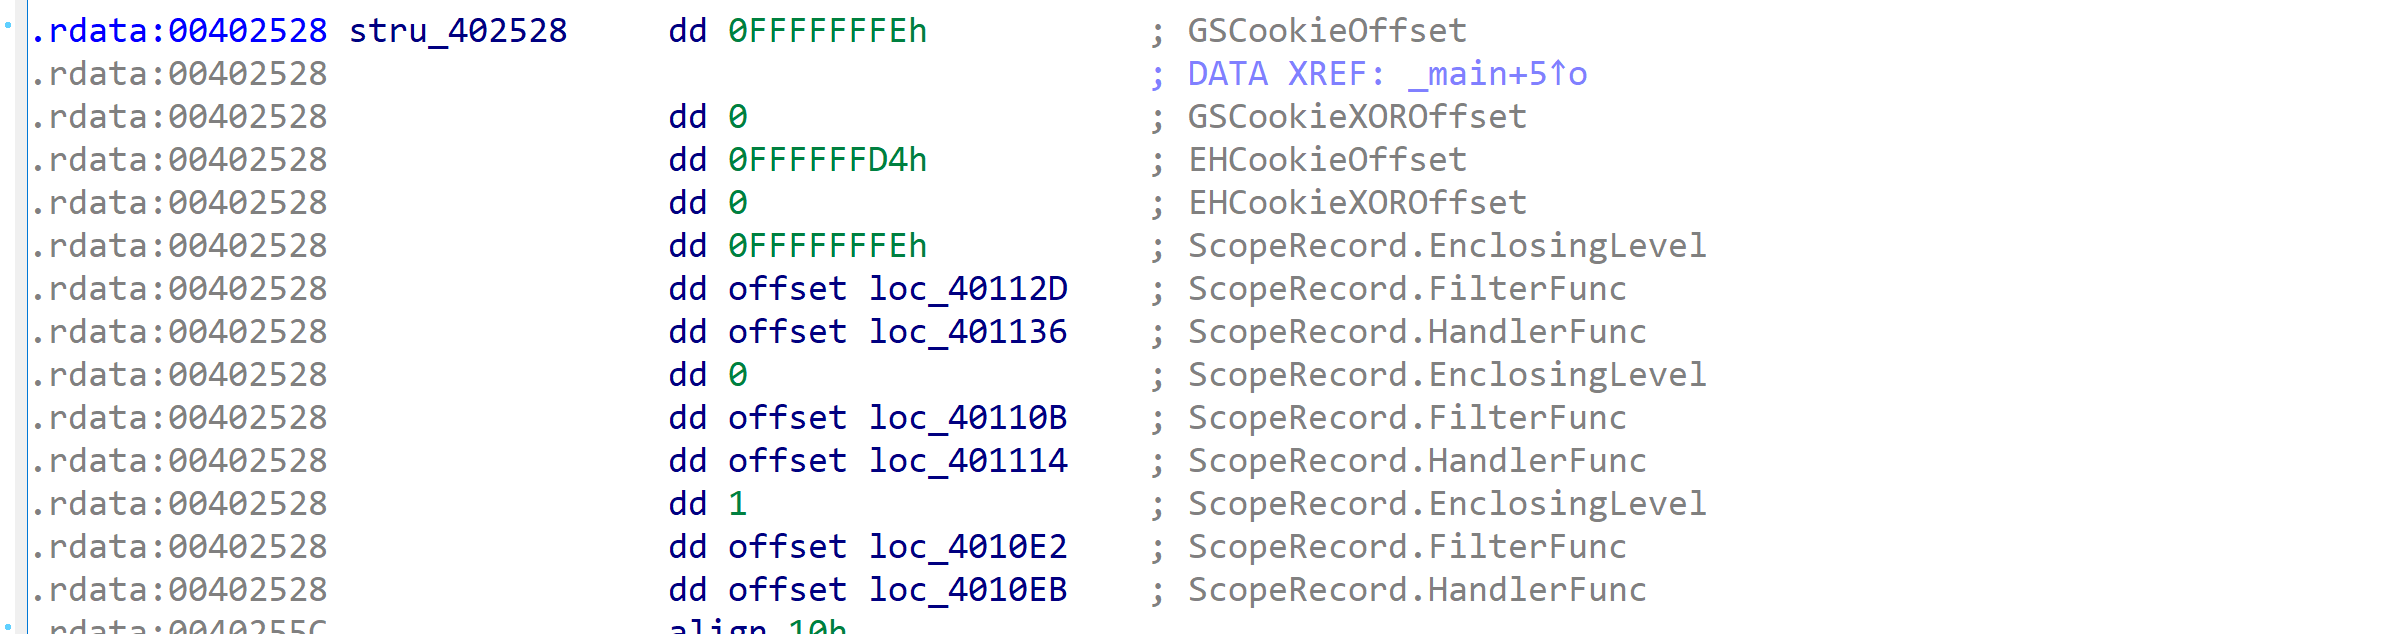 .rdata:00402528 stru_402528 dd 0FFFFFFFEh ; GSCookieOffset
.rdata:00402528 ; DATA XREF: _main+5↑o
.rdata:00402528 dd 0 ; GSCookieXOROffset
.rdata:00402528 dd 0FFFFFFD4h ; EHCookieOffset
.rdata:00402528 dd 0 ; EHCookieXOROffset
.rdata:00402528 dd 0FFFFFFFEh ; ScopeRecord.EnclosingLevel
.rdata:00402528 dd offset loc_40112D ; ScopeRecord.FilterFunc
.rdata:00402528 dd offset loc_401136 ; ScopeRecord.HandlerFunc
.rdata:00402528 dd 0 ; ScopeRecord.EnclosingLevel
.rdata:00402528 dd offset loc_40110B ; ScopeRecord.FilterFunc
.rdata:00402528 dd offset loc_401114 ; ScopeRecord.HandlerFunc
.rdata:00402528 dd 1 ; ScopeRecord.EnclosingLevel
.rdata:00402528 dd offset loc_4010E2 ; ScopeRecord.FilterFunc
.rdata:00402528 dd offset loc_4010EB ; ScopeRecord.HandlerFunc
.rdata:0040255C align 10h